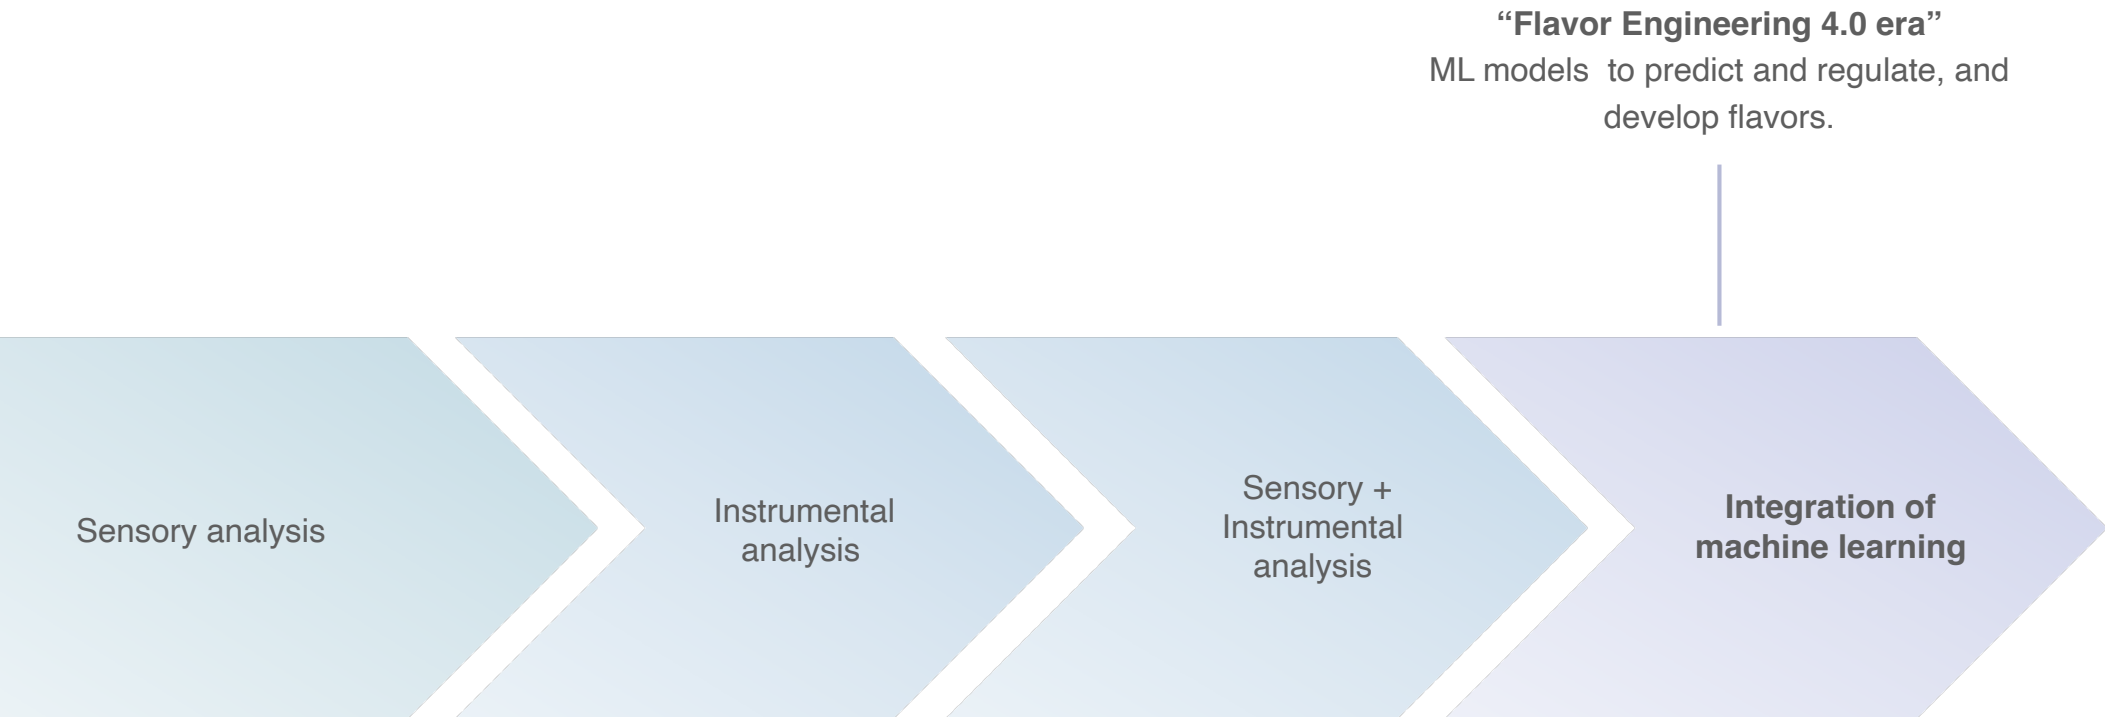 “Flavor Engineering 4.0 era”
ML models  to predict and regulate, and
develop flavors.
Sensory analysis
Instrumental
analysis
Sensory +
Instrumental
analysis
Integration of
machine learning